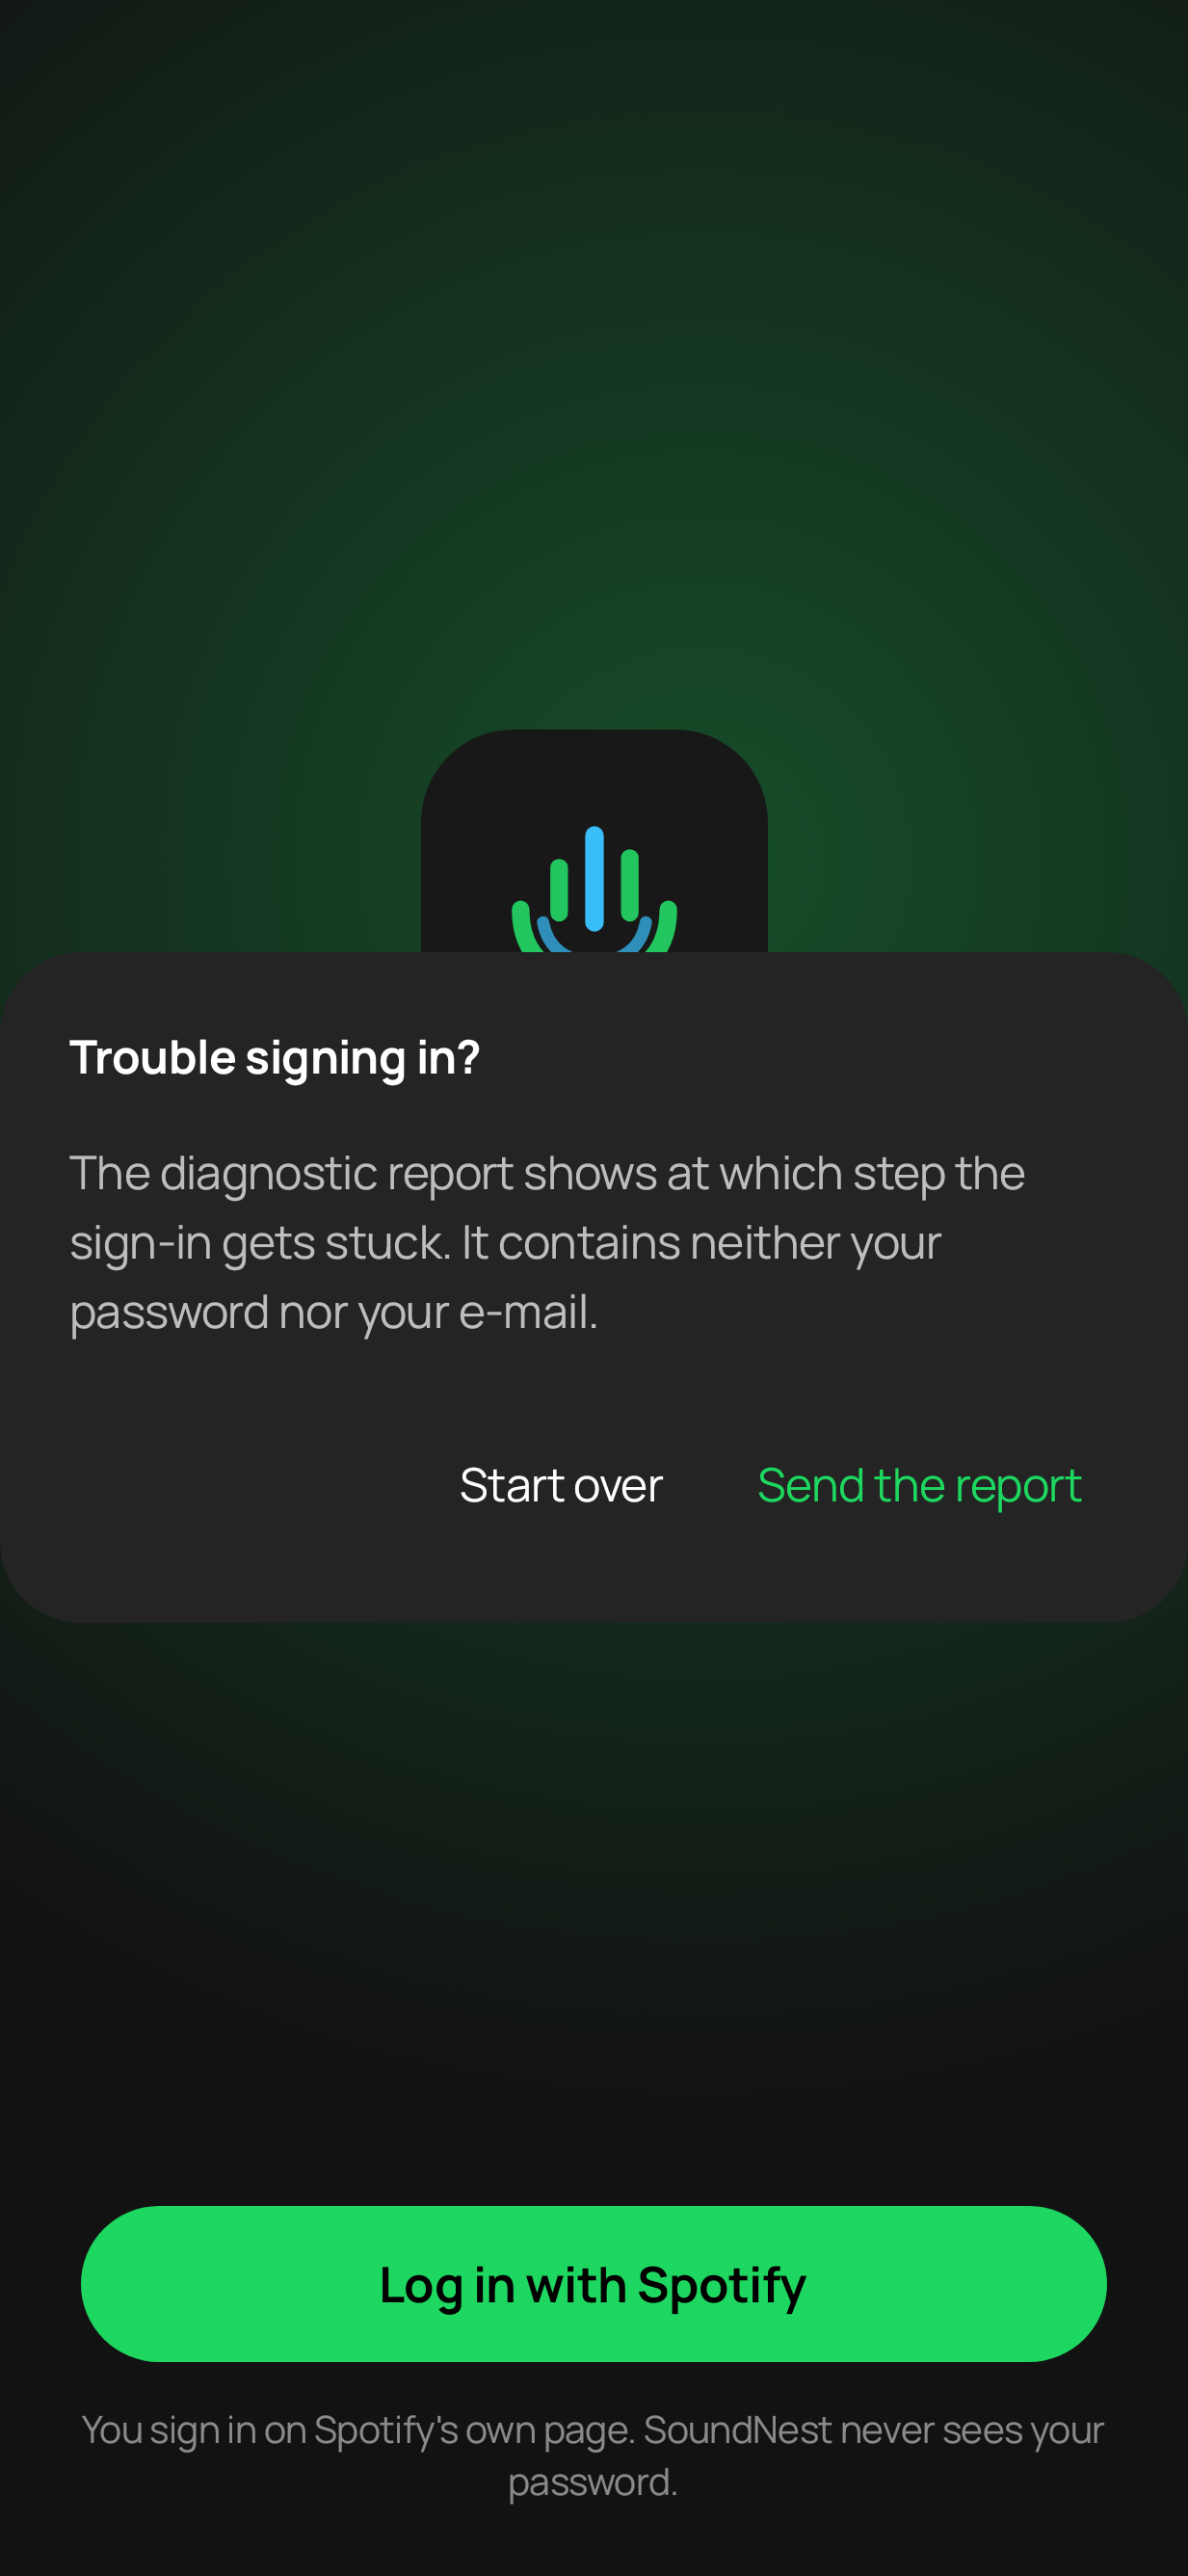 Trouble signing in?
The diagnostic report shows at which step the
sign-in gets stuck. It contains neither your
password nor your e-mail.
Start over
Send the report
Log in with Spotify
You sign in on Spotify's own page. SoundNest never sees your
password.